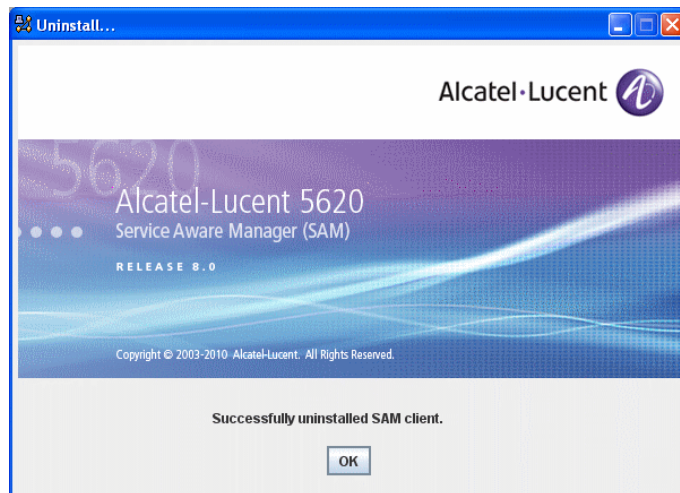 Uninstall...
Alcatel·Lucent
5620
Alcatel-Lucent 5620
Service Aware Manager (SAM)
RELEASE 8.0
Copyright © 2003-2010 Alcatel-Lucent. All Rights Reserved.
Successfully uninstalled SAM client.
OK